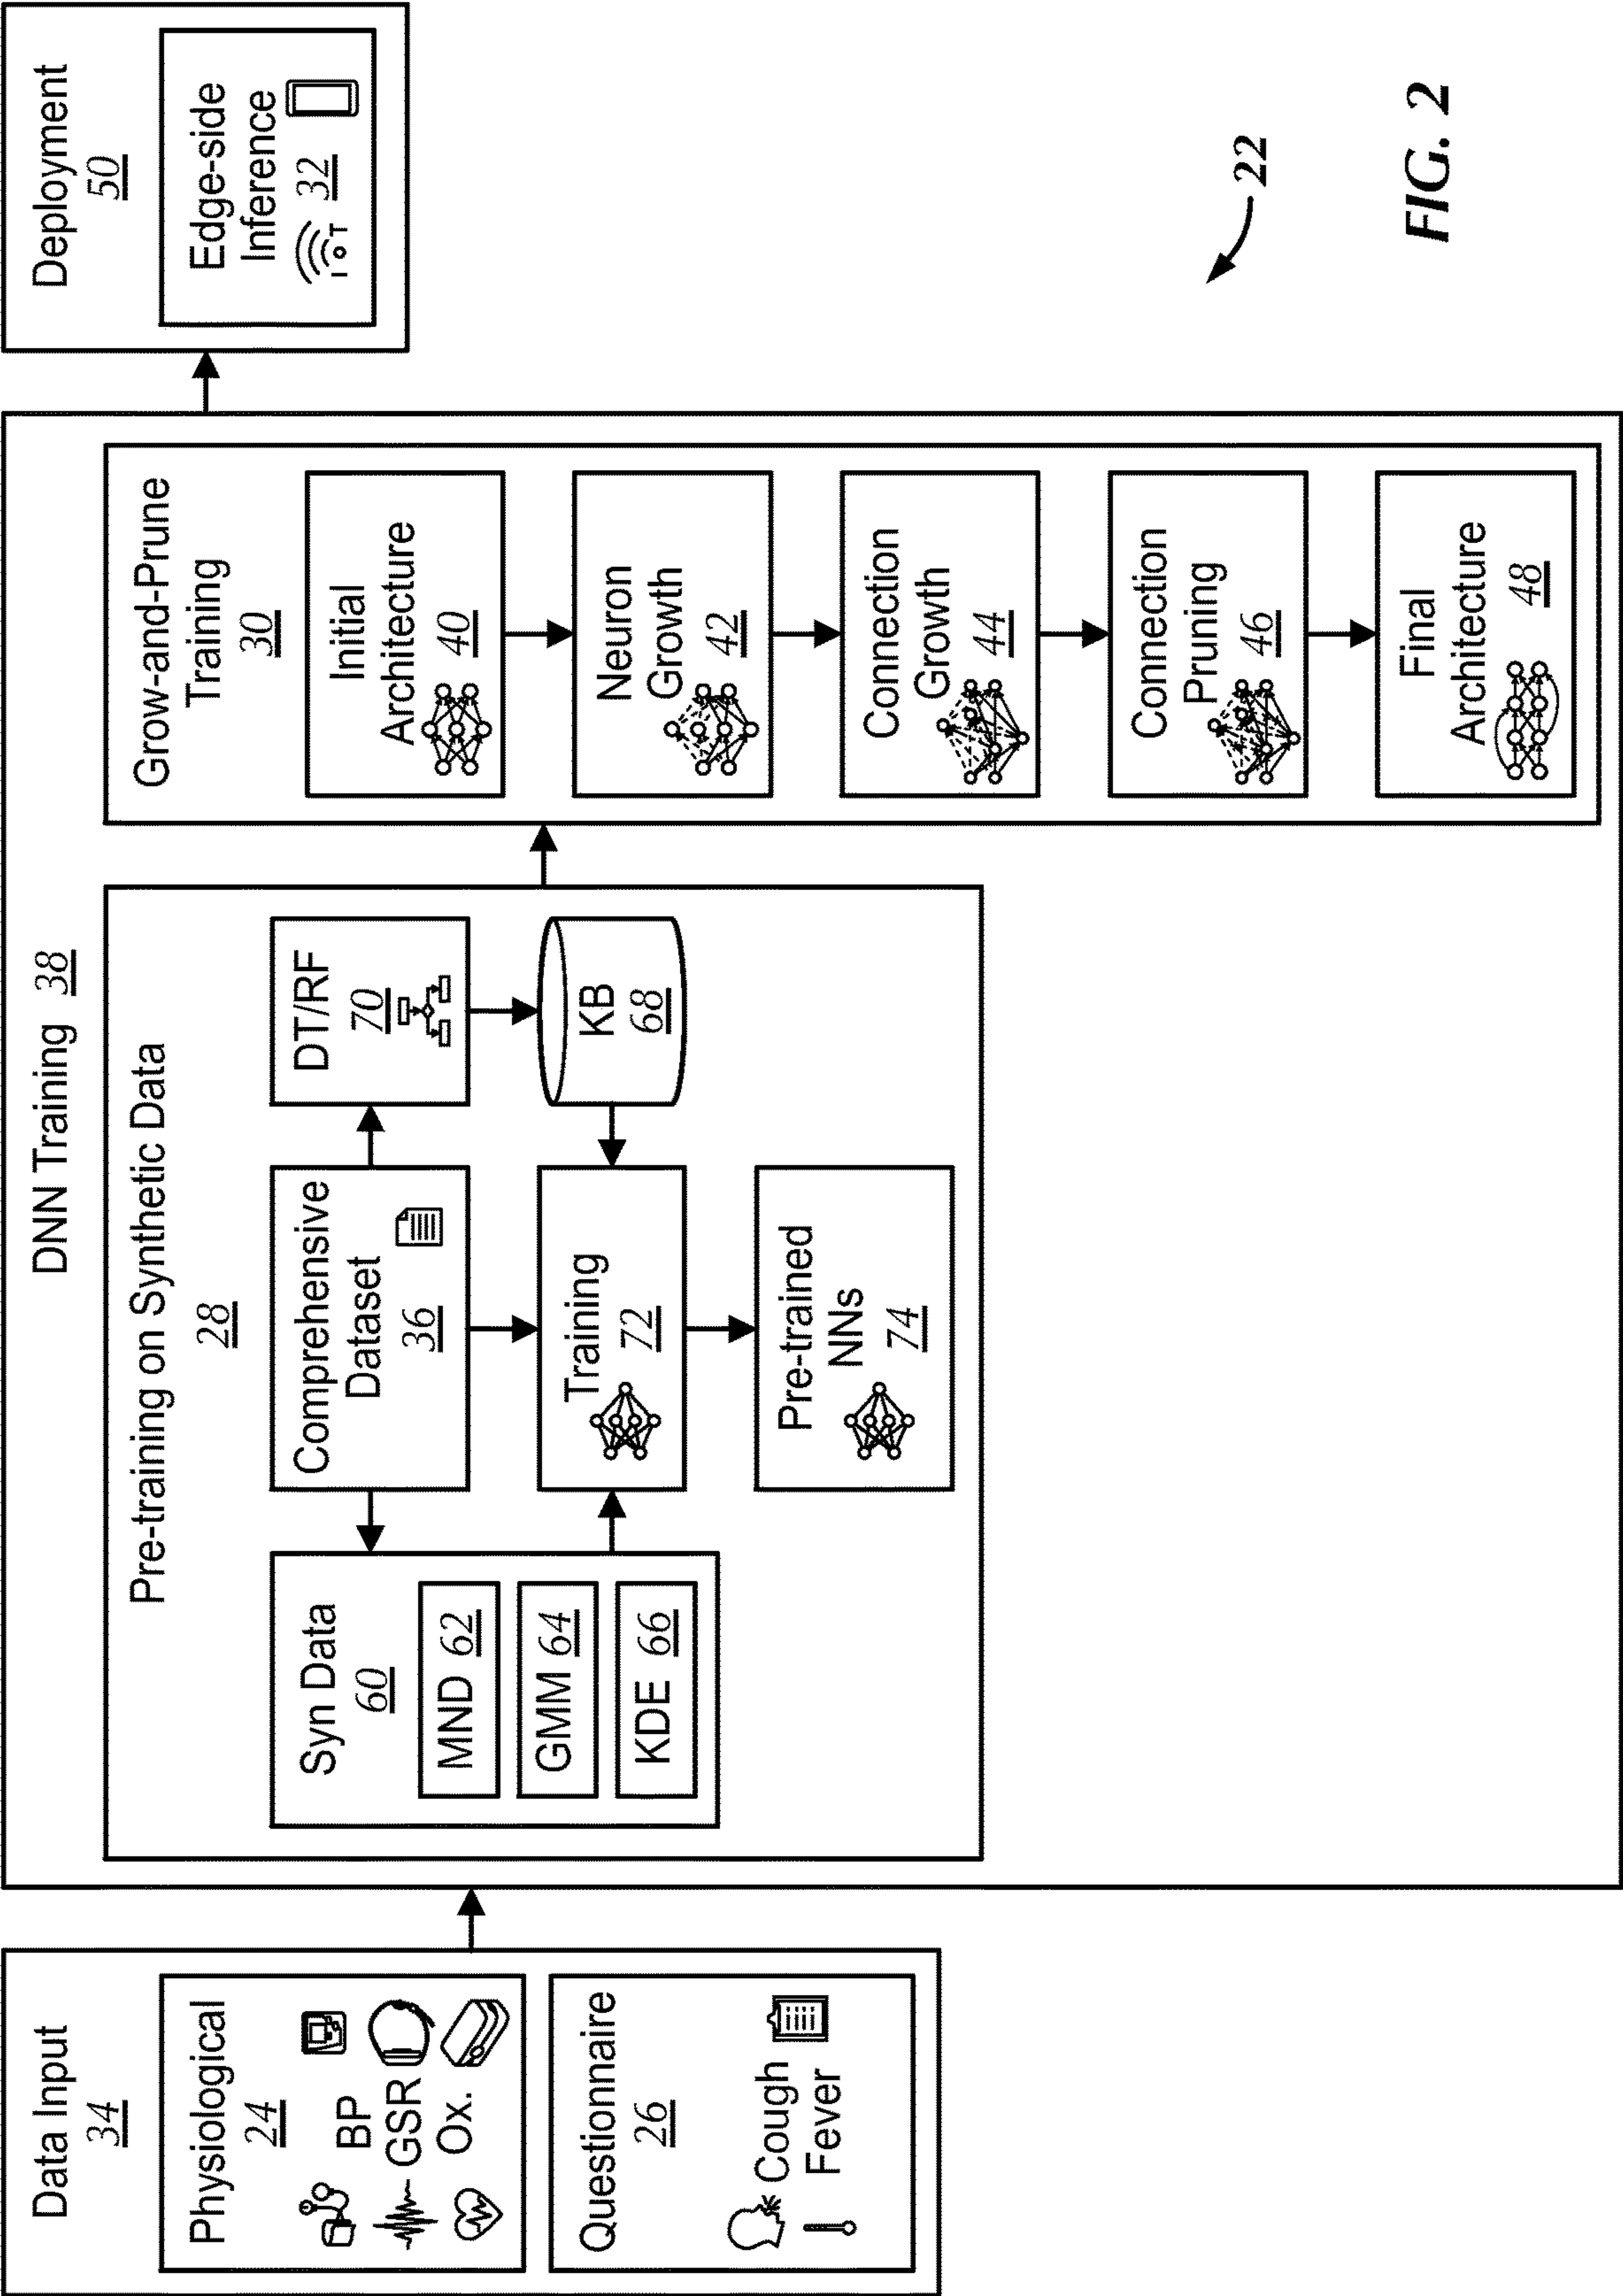 Data Input
34
Physiological
24
BP
GSR
Ox.
Questionnaire
26
Cough
Fever
DNN Training 38
Pre-training on Synthetic Data
28
Syn Data
60
MND 62
GMM 64
KDE 66
Comprehensive
Dataset
36
DT/RF
70
Training
72
KB
68
Pre-trained
NNs
74
Grow-and-Prune
Training
30
Initial
Architecture
40
Neuron
Growth
42
Connection
Growth
44
Connection
Pruning
46
Final
Architecture
48
Deployment
50
Edge-side
Inference
I o T
32
22
FIG. 2